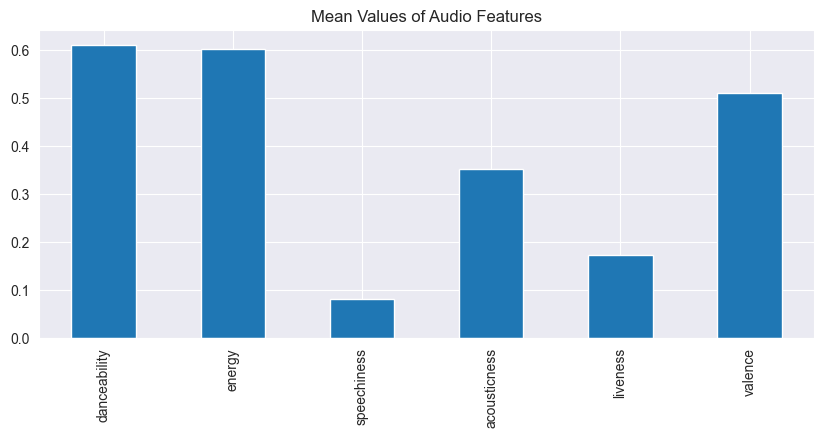 Mean Values of Audio Features
0.6
0.5
0.4
0.3
0.2
0.1
0.0
danceability
energy
speechiness
acousticness
liveness
valence